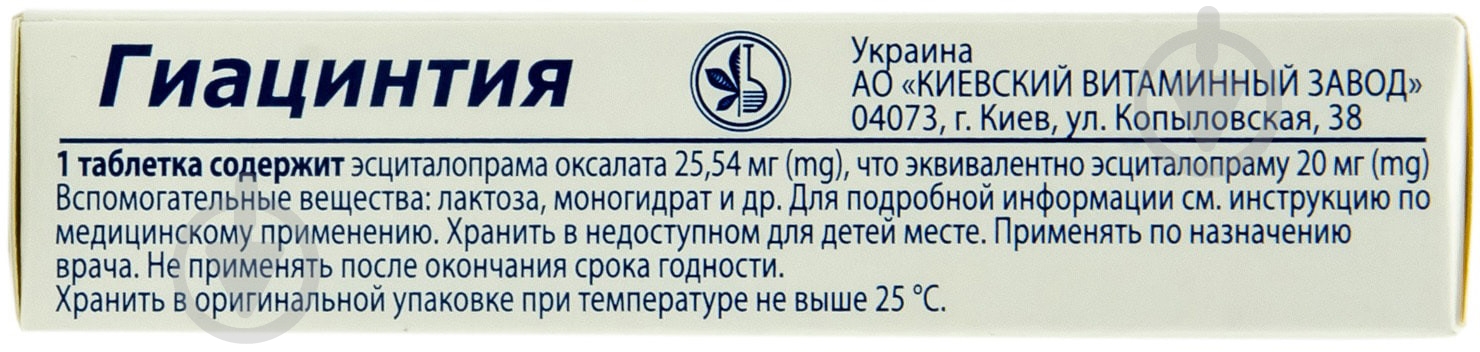 Гиацинтия
Украина
АО «КИЕВСКИЙ ВИТАМИННЫЙ ЗАВОД»
04073, г. Киев, ул. Копыловская, 38
1 таблетка содержит эсциталопрама оксалата 25,54 мг (mg), что эквивалентно эсциталопраму 20 мг (mg)
Вспомогательные вещества: лактоза, моногидрат и др. Для подробной информации см. инструкцию по
медицинскому применению. Хранить в недоступном для детей месте. Применять по назначению
врача. Не применять после окончания срока годности.
Хранить в оригинальной упаковке при температуре не выше 25 °C.